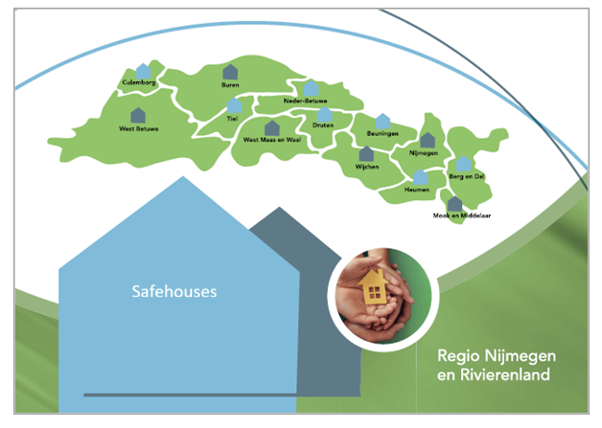 Culemborg
Buren
Neder-Betuwe
West Betuwe
Tiel
Druten
West Maas en Waal
Beuningen
Nijmegen
Wijchen
Heumen
Berg en Dal
Mook en Middelaar
Safehouses
Regio Nijmegen
en Rivierenland